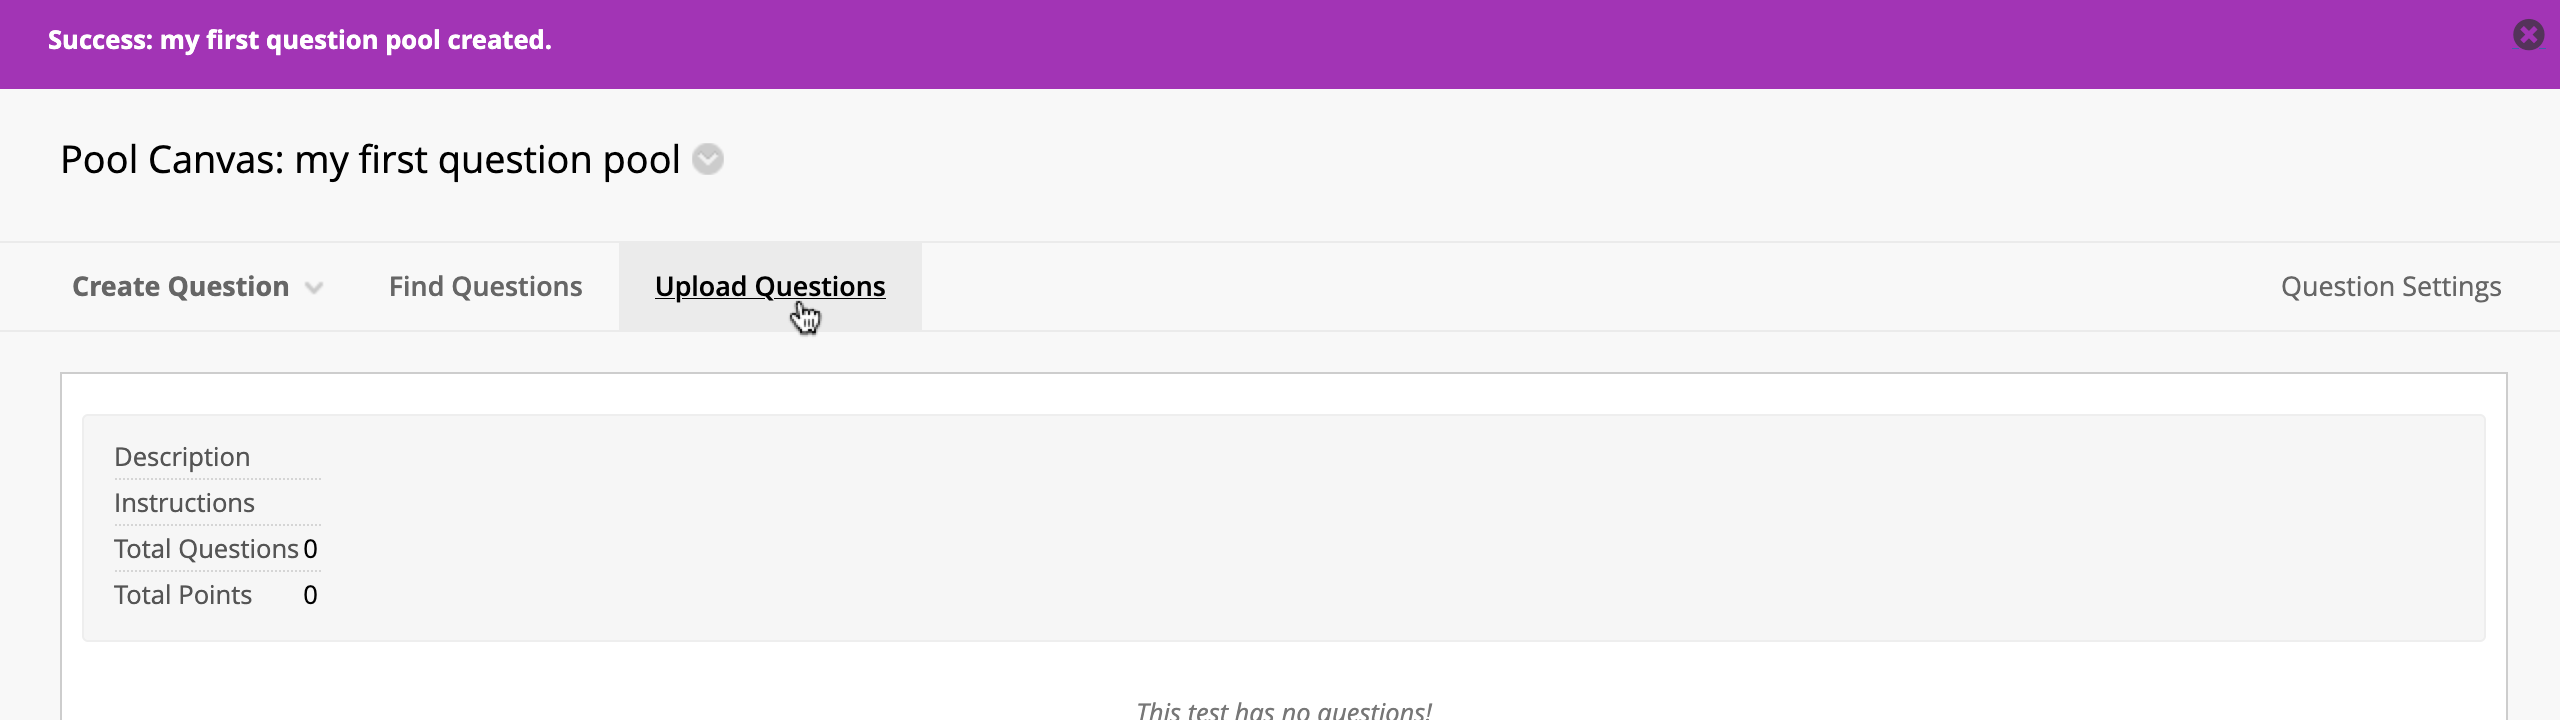 Success: my first question pool created.
Pool Canvas: my first question pool
Create Question Find Questions Upload Questions Question Settings
Description
Instructions
Total Questions 0
Total Points 0
This test has no questions!